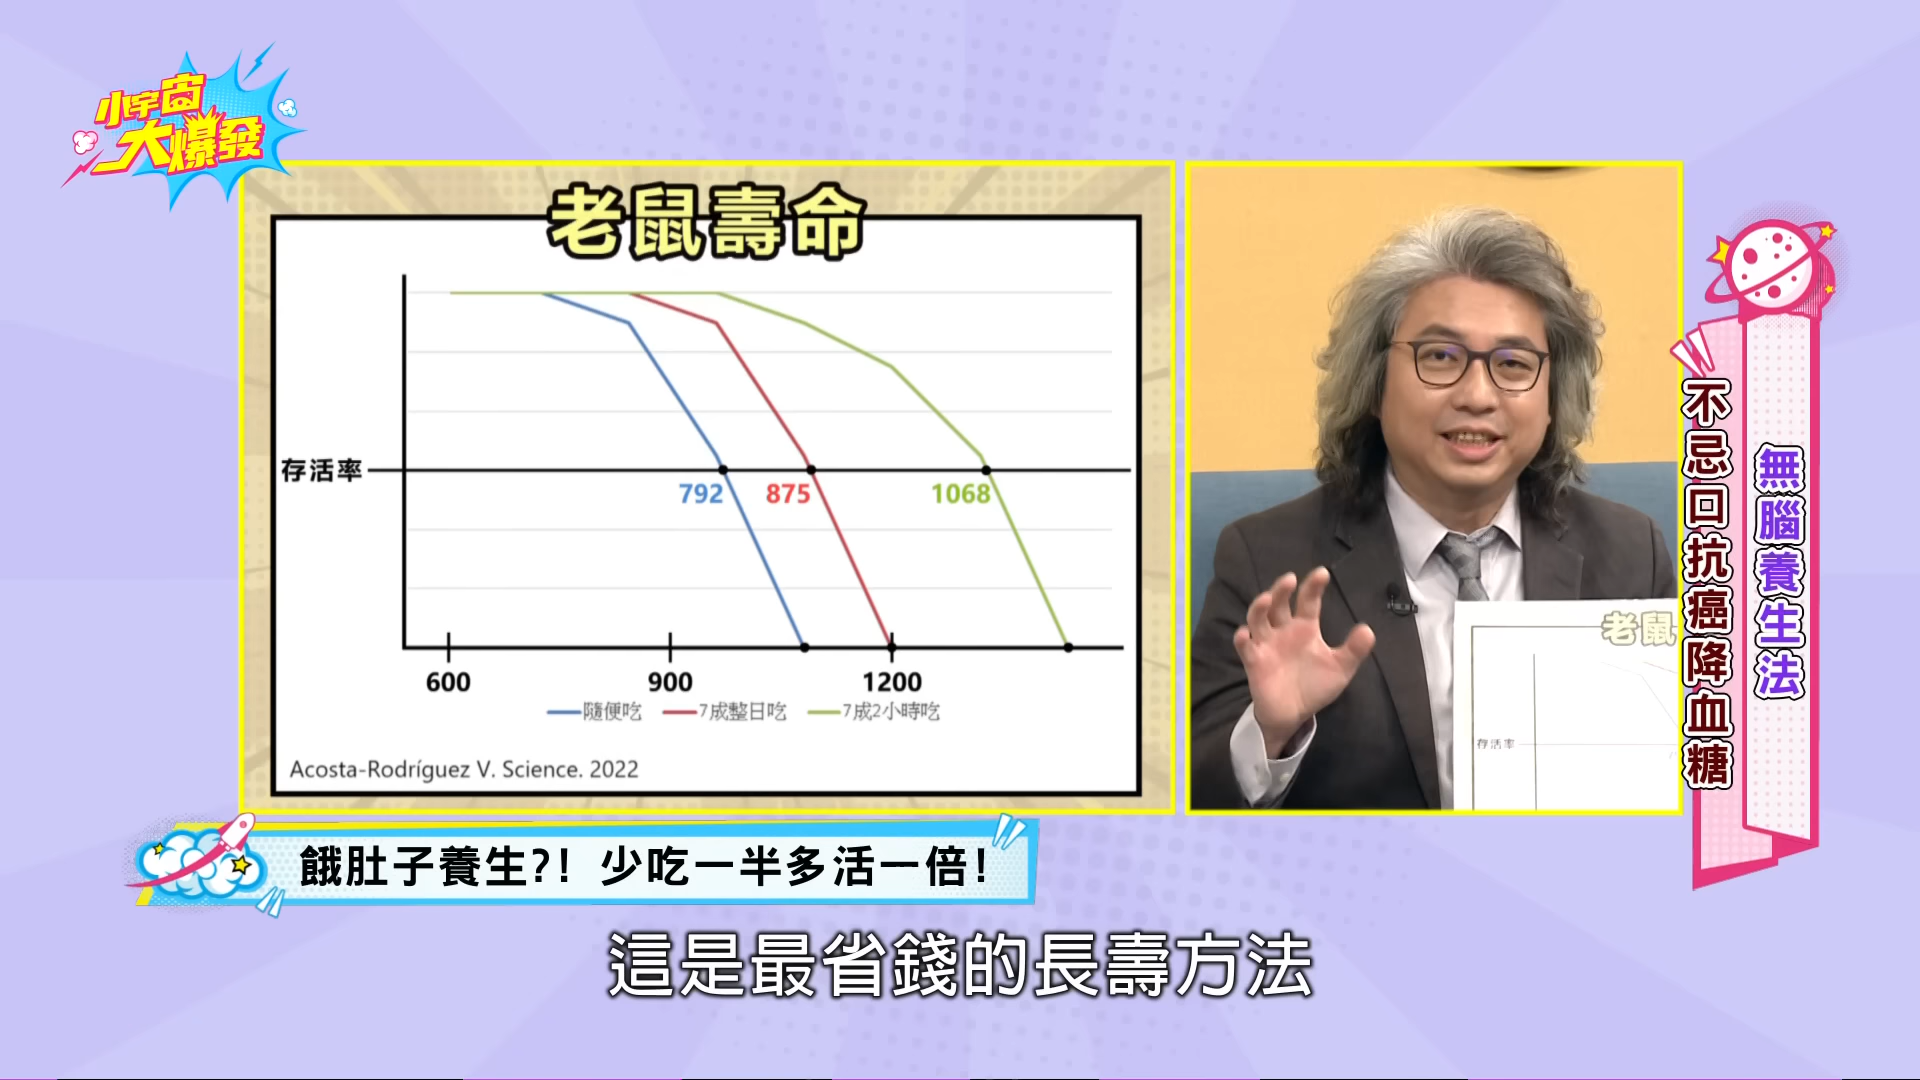 小宇宙
大爆發
老鼠壽命
存活率
792
875
1068
600
900
1200
隨便吃
7成整日吃
7成2小時吃
Acosta-Rodríguez V. Science. 2022
老鼠
存活率
無腦養生法
不忌口抗癌降血糖
餓肚子養生?! 少吃一半多活一倍!
這是最省錢的長壽方法